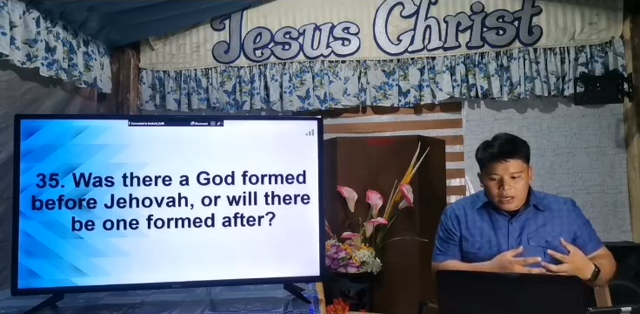 Jesus Christ
35. Was there a God formed
before Jehovah, or will there
be one formed after?